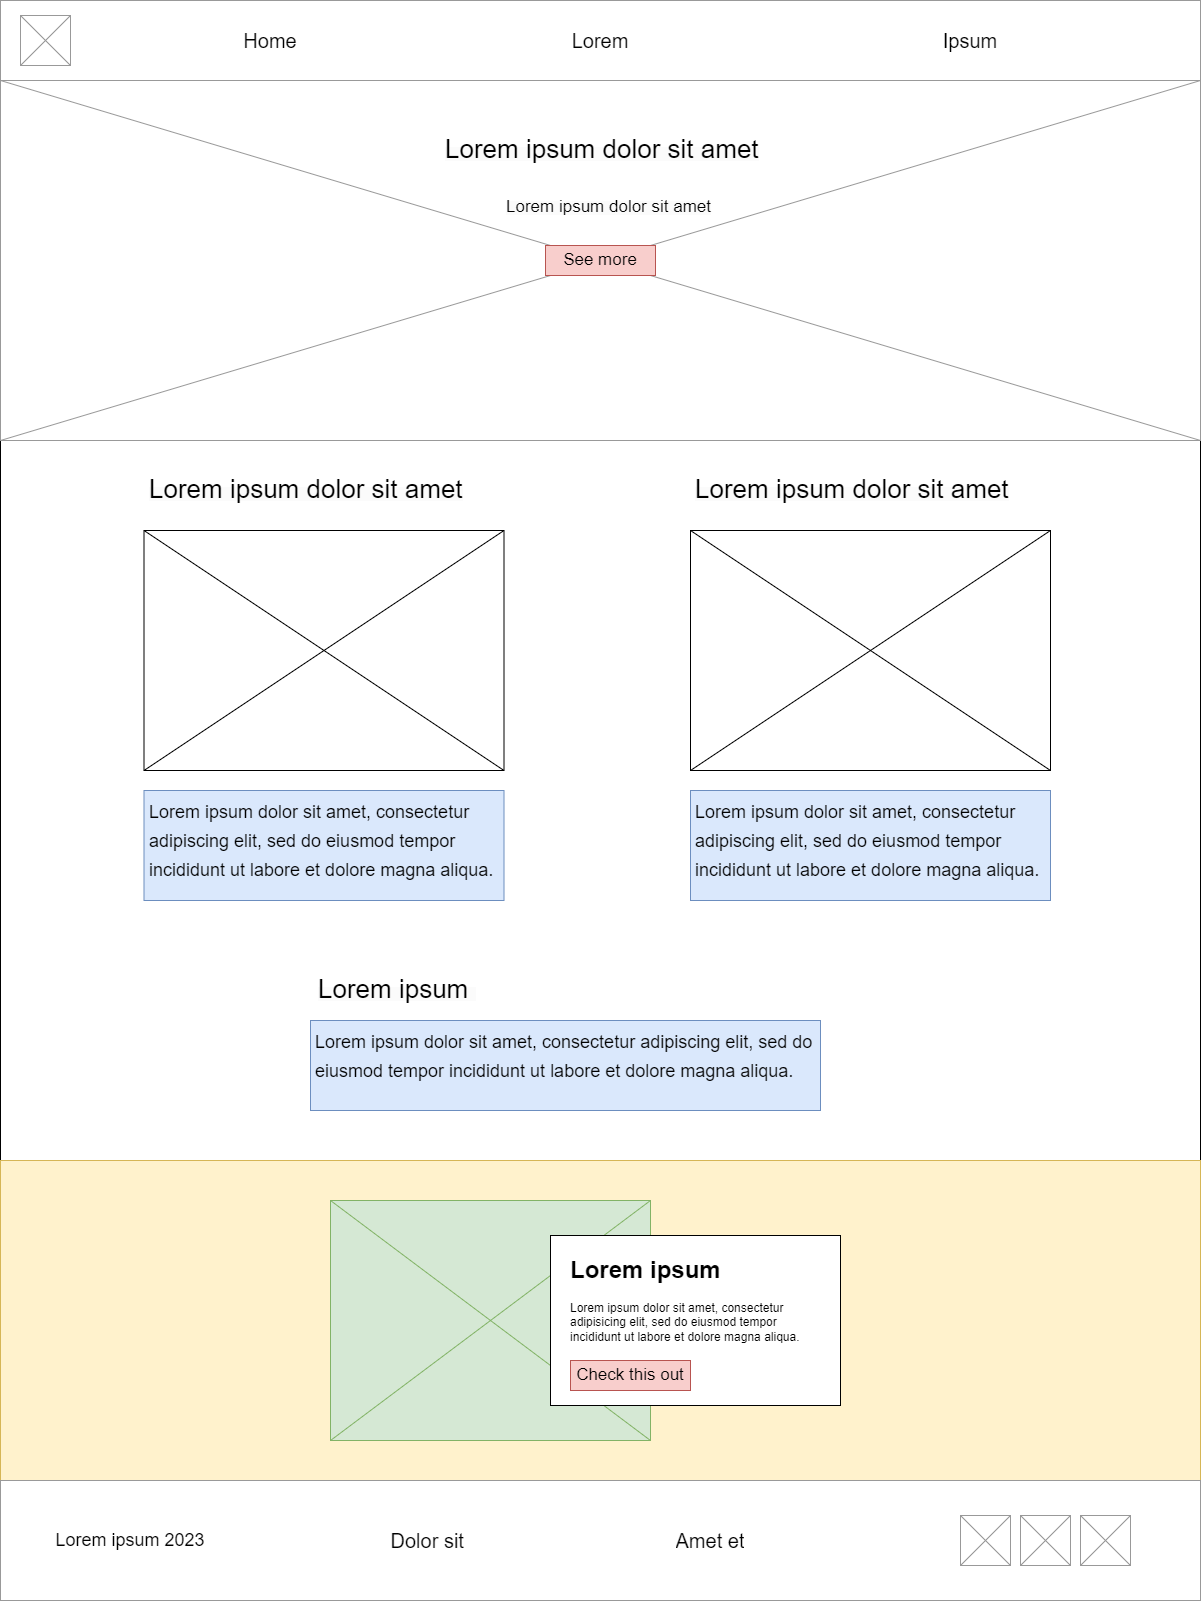 Home
Lorem
Ipsum
Lorem ipsum dolor sit amet
Lorem ipsum dolor sit amet
See more
Lorem ipsum dolor sit amet
Lorem ipsum dolor sit amet, consectetur
adipiscing elit, sed do eiusmod tempor
incididunt ut labore et dolore magna aliqua.
Lorem ipsum dolor sit amet
Lorem ipsum dolor sit amet, consectetur
adipiscing elit, sed do eiusmod tempor
incididunt ut labore et dolore magna aliqua.
Lorem ipsum
Lorem ipsum dolor sit amet, consectetur adipiscing elit, sed do
eiusmod tempor incididunt ut labore et dolore magna aliqua.
Lorem ipsum
Lorem ipsum dolor sit amet, consectetur
adipisicing elit, sed do eiusmod tempor
incididunt ut labore et dolore magna aliqua.
Check this out
Lorem ipsum 2023
Dolor sit
Amet et